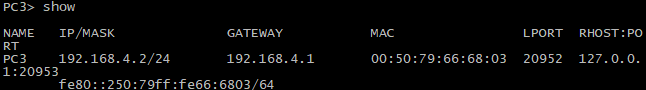 PC3> show
NAME   IP/MASK              GATEWAY           MAC                LPORT  RHOST:PO
RT
PC3    192.168.4.2/24       192.168.4.1       00:50:79:66:68:03  20952  127.0.0.
1:20953
       fe80::250:79ff:fe66:6803/64